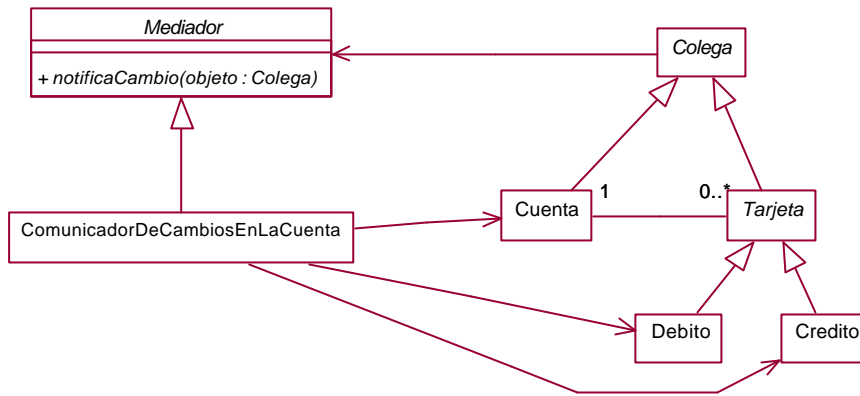 Mediador
+ notificaCambio(objeto : Colega)
Colega
Cuenta
1
0..*
Tarjeta
ComunicadorDeCambiosEnLaCuenta
Debito
Credito